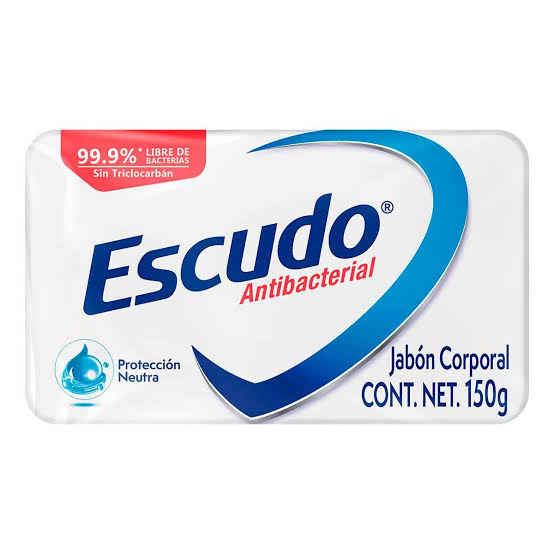 99.9%* LIBRE DE BACTERIAS
Sin Triclocarbán
Escudo®
Antibacterial
Protección
Neutra
Jabón Corporal
CONT. NET. 150g